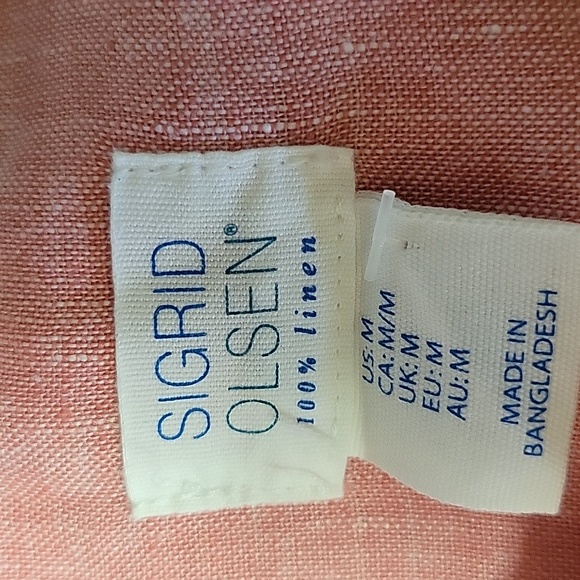 SIGRID
OLSEN®
100% linen
US: M
CA: M/M
UK: M
EU: M
AU: M
MADE IN
BANGLADESH